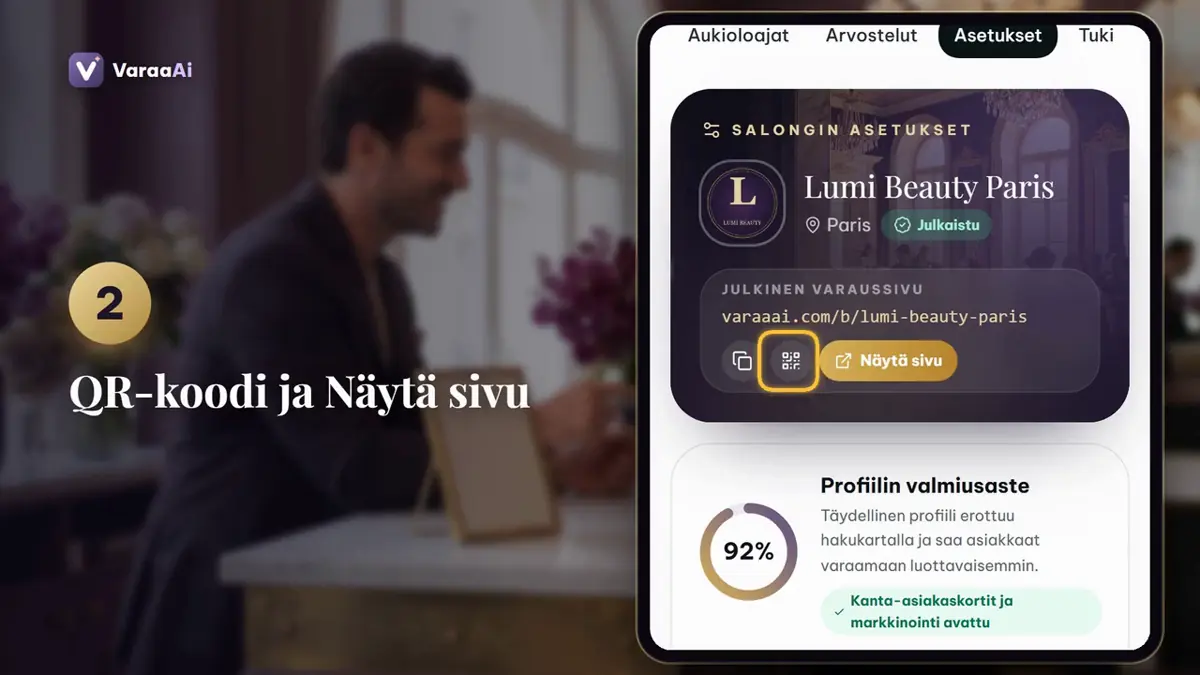 VaraaAi
2
QR-koodi ja Näytä sivu
Aukioloajat Arvostelut Asetukset Tuki
SALONGIN ASETUKSET
L
LUMI BEAUTY
Lumi Beauty Paris
Paris Julkaistu
JULKINEN VARAUSSIVU
varaaai.com/b/lumi-beauty-paris
Näytä sivu
Profiilin valmiusaste
92%
Täydellinen profiili erottuu
hakukartalla ja saa asiakkaat
varaamaan luottavaisemmin.
Kanta-asiakaskortit ja
markkinointi avattu